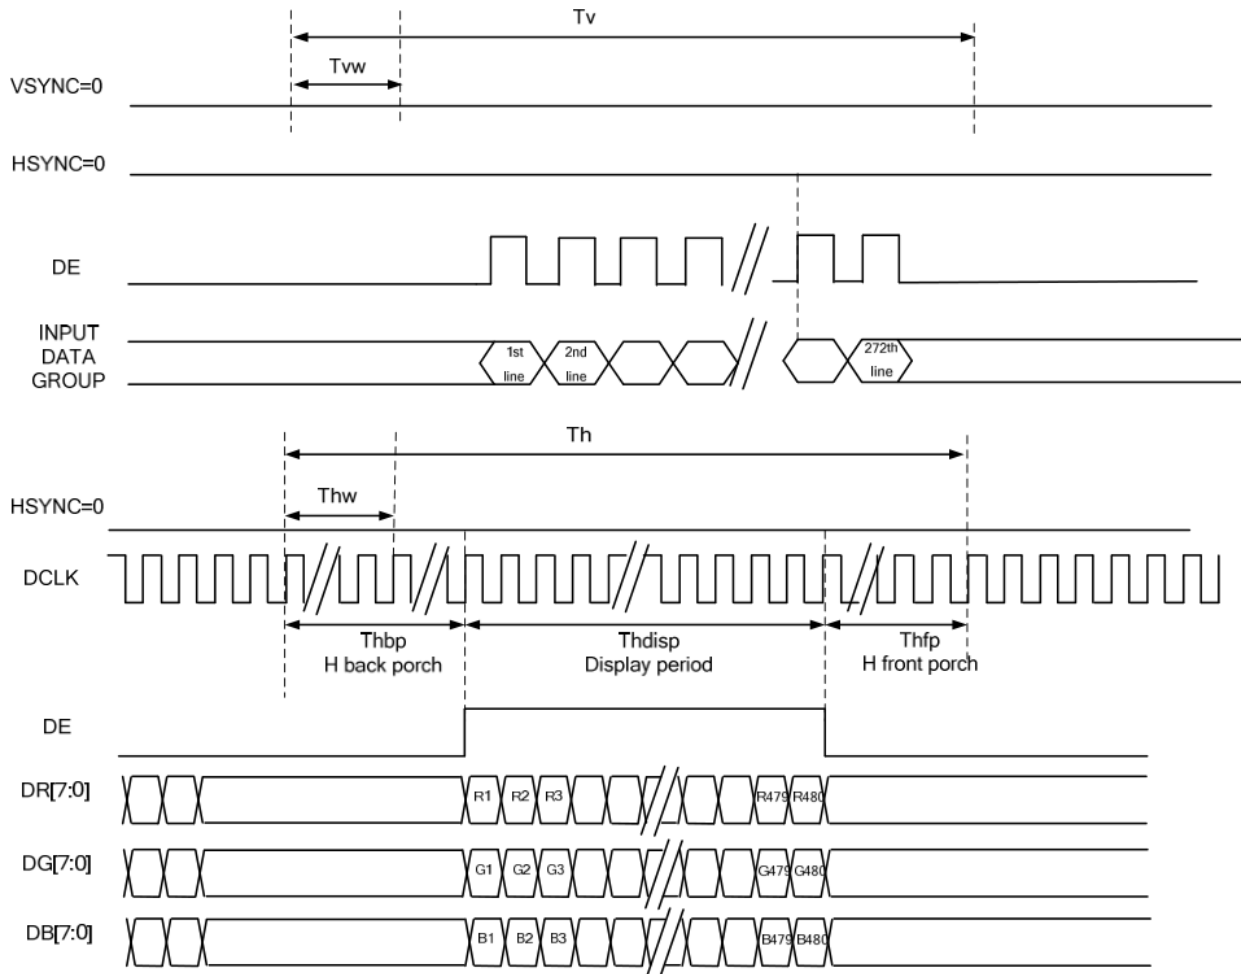 Tv
Tvw
VSYNC=0
HSYNC=0
DE
INPUT
DATA
GROUP
1st
line
2nd
line
272th
line
Th
Thw
HSYNC=0
DCLK
Thbp
H back porch
Thdisp
Display period
Thfp
H front porch
DE
DR[7:0]
R1 R2 R3 R479 R480
DG[7:0]
G1 G2 G3 G479 G480
DB[7:0]
B1 B2 B3 B479 B480